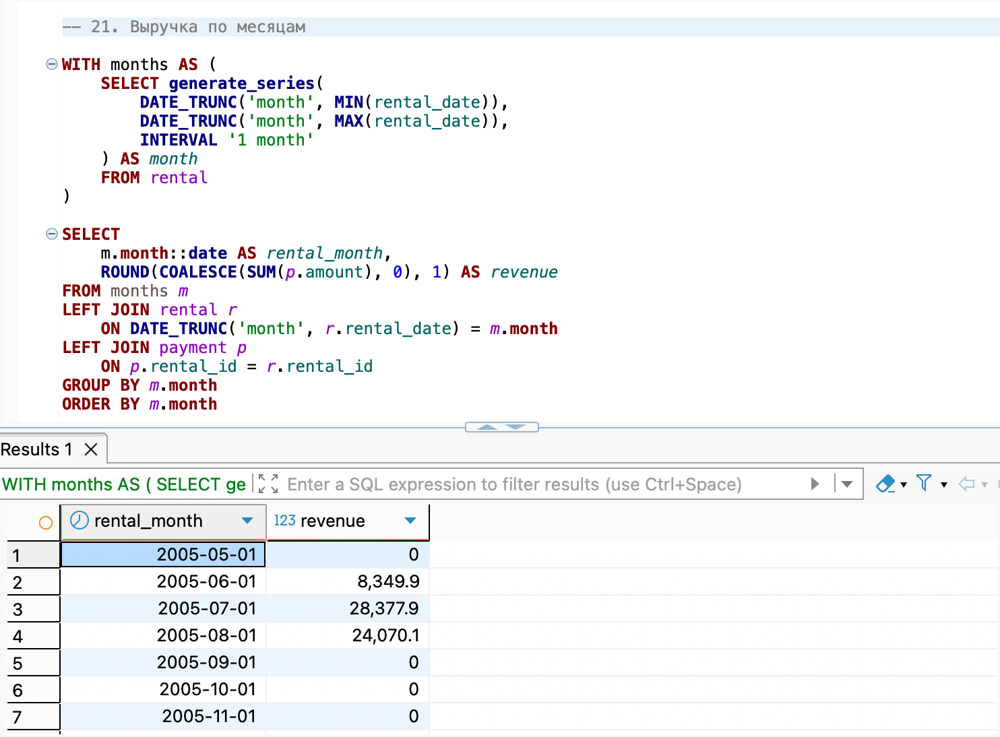 -- 21. Выручка по месяцам
WITH months AS (
SELECT generate_series(
DATE_TRUNC('month', MIN(rental_date)),
DATE_TRUNC('month', MAX(rental_date)),
INTERVAL '1 month'
) AS month
FROM rental
)
SELECT
m.month::date AS rental_month,
ROUND(COALESCE(SUM(p.amount), 0), 1) AS revenue
FROM months m
LEFT JOIN rental r
ON DATE_TRUNC('month', r.rental_date) = m.month
LEFT JOIN payment p
ON p.rental_id = r.rental_id
GROUP BY m.month
ORDER BY m.month
Results 1
WITH months AS ( SELECT ge Enter a SQL expression to filter results (use Ctrl+Space)
rental_month 123 revenue
1 2005-05-01 0
2 2005-06-01 8,349.9
3 2005-07-01 28,377.9
4 2005-08-01 24,070.1
5 2005-09-01 0
6 2005-10-01 0
7 2005-11-01 0